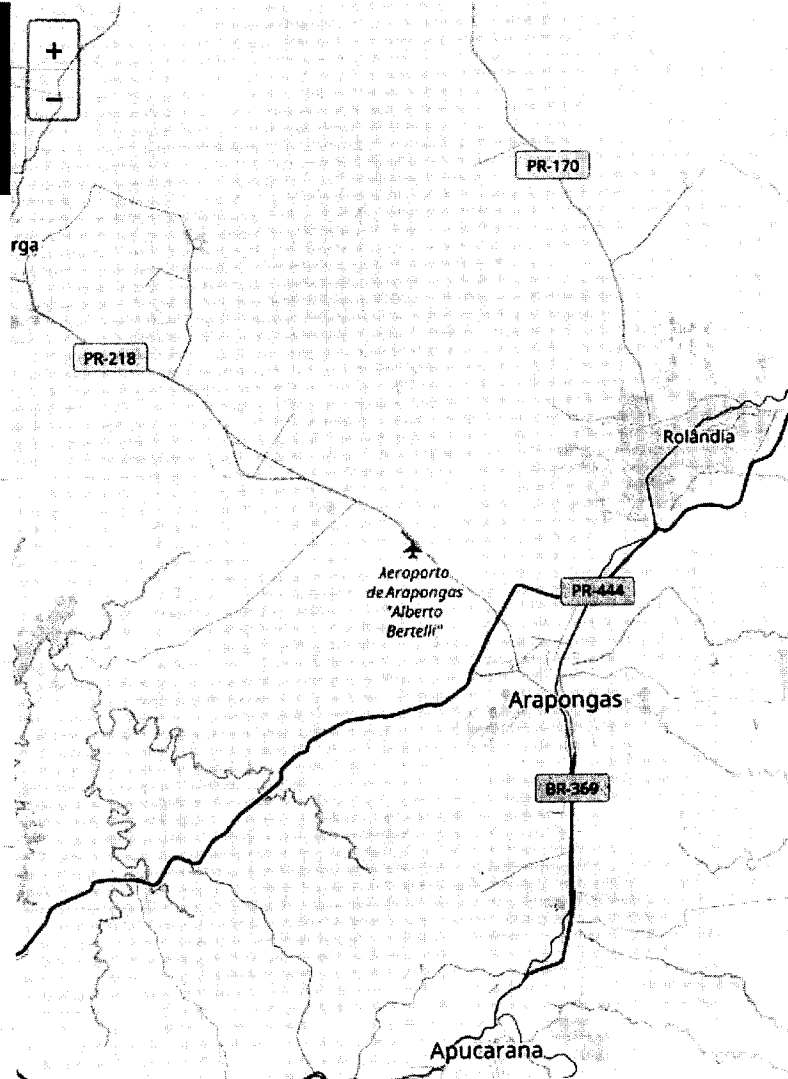 +
−
PR-170
rga
PR-218
Rolândia
Aeroporto
de Arapongas
"Alberto
Bertelli"
PR-444
Arapongas
BR-369
Apucarana